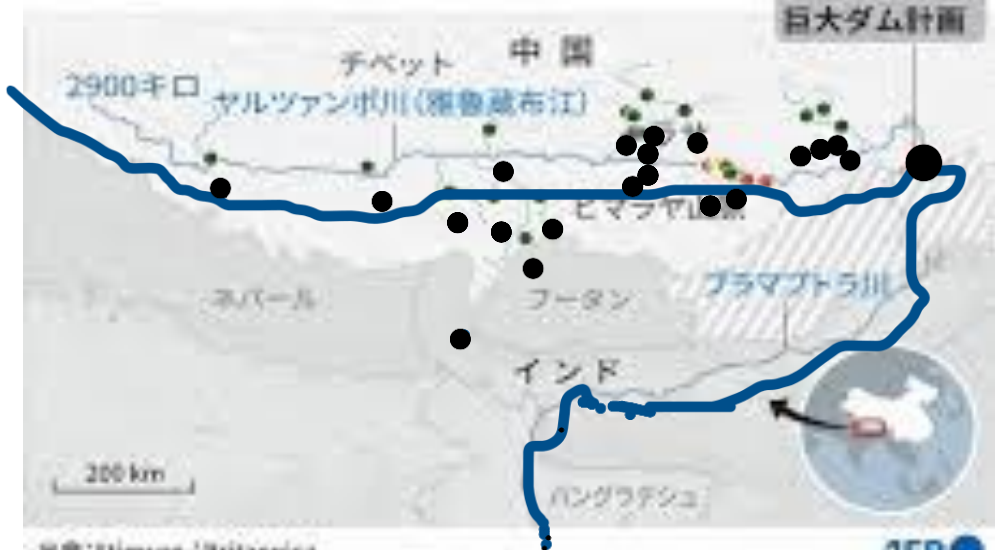 巨大ダム計画
中国
チベット
2900キロ
ヤルツァンポ川(雅鲁藏布江)
ヒマラヤ山
ブラマプトラ川
ネパール
ブータン
インド
200 km
バングラデシュ